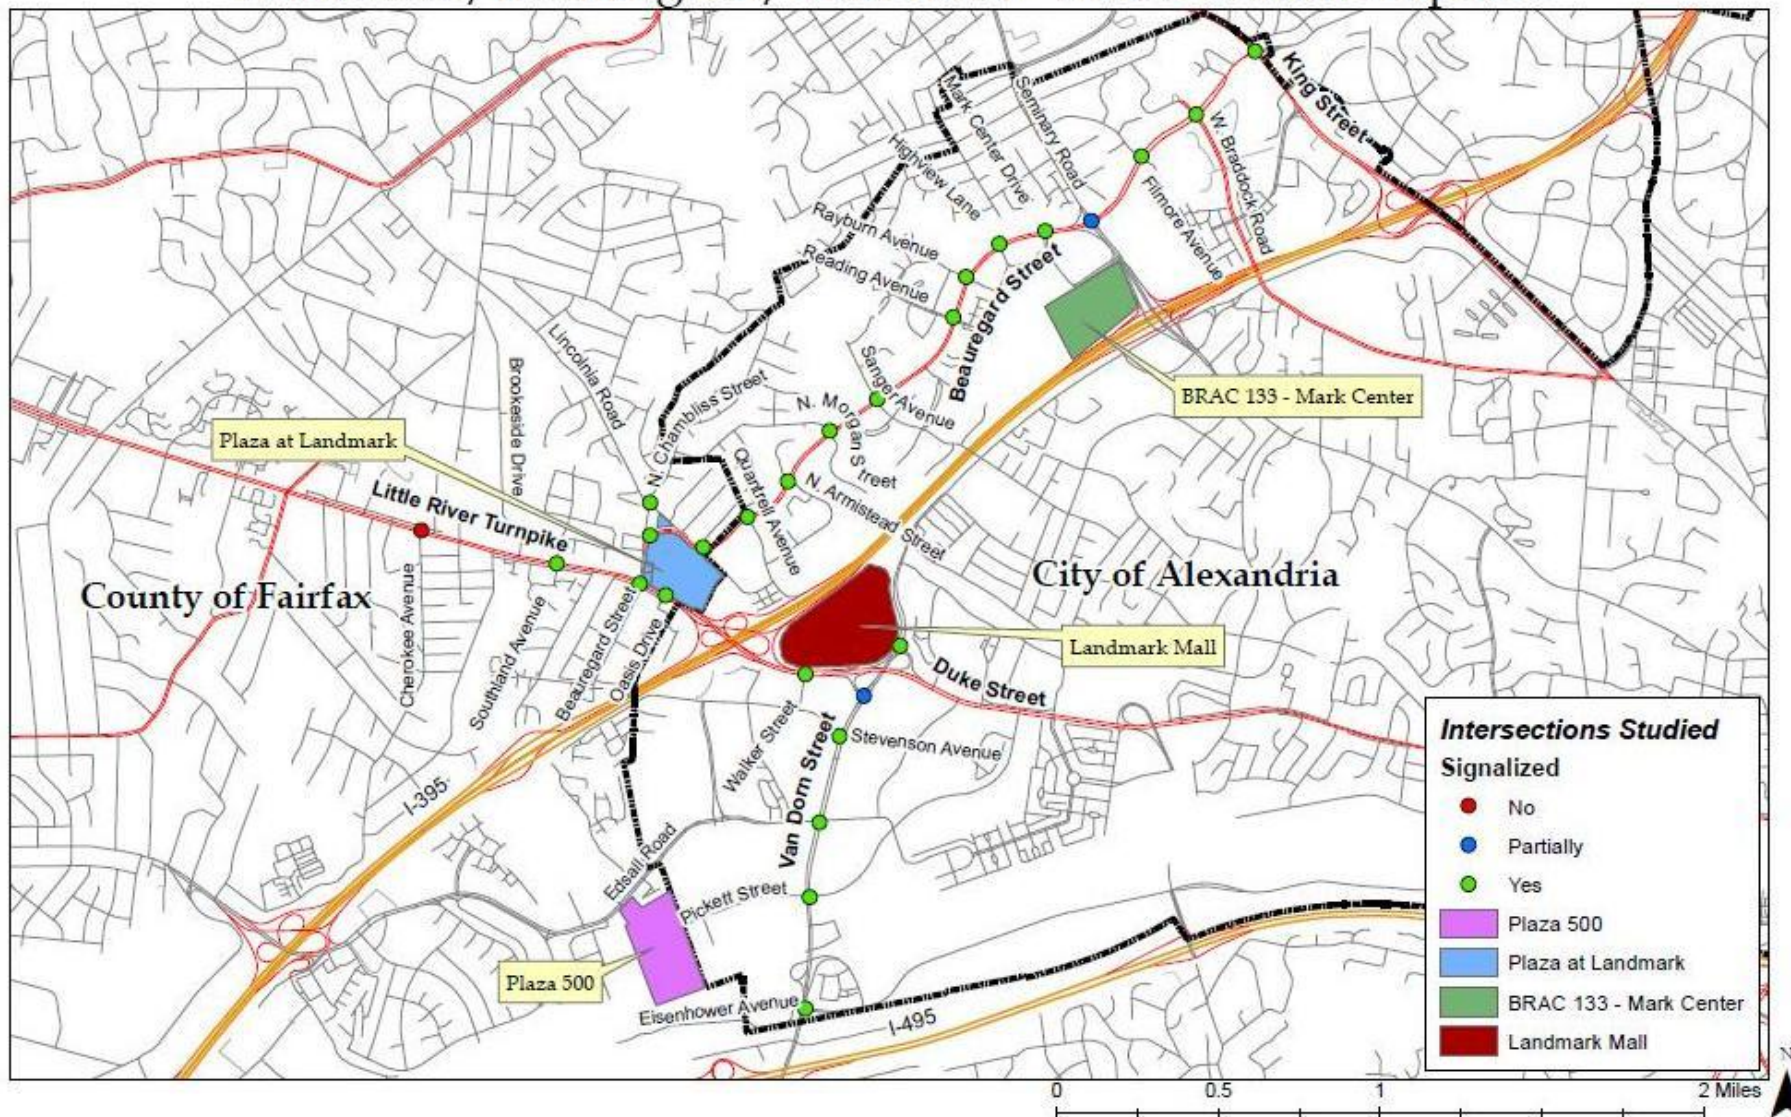 King Street
Mark Center Drive
Seminary Road
W. Braddock Road
Highview Lane
Filmore Avenue
Rayburn Avenue
Reading Avenue
Beauregard Street
Lincolnia Road
Brookeside Drive
Sanger Avenue
N. Chambliss Street
N. Morgan Street
BRAC 133 - Mark Center
Plaza at Landmark
Quantrell Avenue
N. Armistead Street
Little River Turnpike
County of Fairfax
City of Alexandria
Cherokee Avenue
Southland Avenue
Beauregard Street
Oasis Drive
Landmark Mall
Duke Street
Walker Street
Stevenson Avenue
Van Dorn Street
I-395
Edsall Road
Pickett Street
Plaza 500
Eisenhower Avenue
I-495
Intersections Studied
Signalized
No
Partially
Yes
Plaza 500
Plaza at Landmark
BRAC 133 - Mark Center
Landmark Mall
N
0 0.5 1 2 Miles